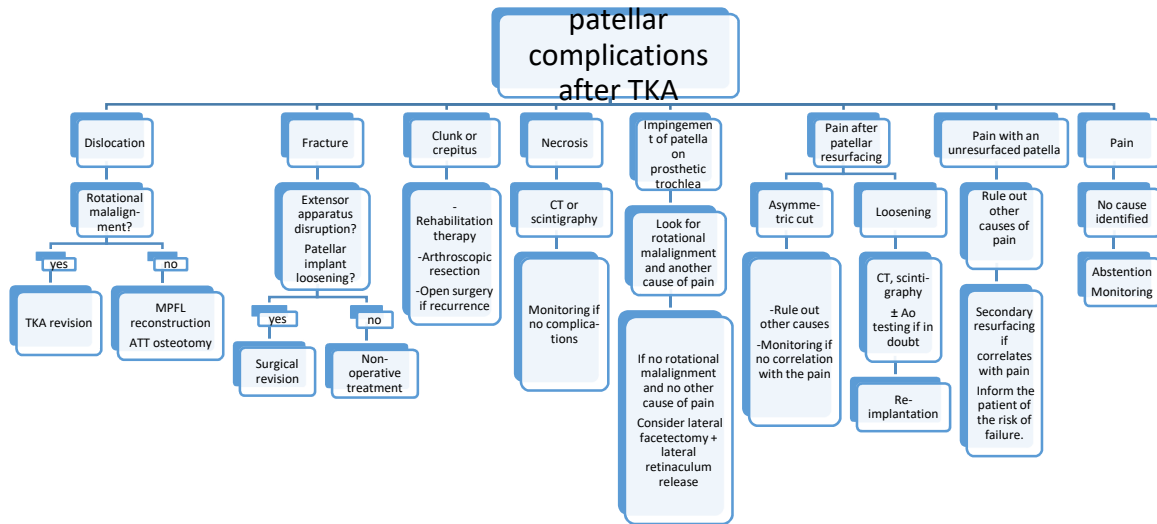 patellar
complications
after TKA
Dislocation
Rotational
malalign-
ment?
yes
no
TKA revision
MPFL
reconstruction
ATT osteotomy
Fracture
Extensor
apparatus
disruption?
Patellar
implant
loosening?
yes
no
Surgical
revision
Non-
operative
treatment
Clunk or
crepitus
-
Rehabilitation
therapy
-Arthroscopic
resection
-Open surgery
if recurrence
Necrosis
CT or
scintigraphy
Monitoring if
no complica-
tions
Impingemen
t of patella
on
prosthetic
trochlea
Look for
rotational
malalignment
and another
cause of pain
If no rotational
malalignment
and no other
cause of pain
Consider lateral
facetectomy +
lateral
retinaculum
release
Pain after
patellar
resurfacing
Asymme-
tric cut
-Rule out
other causes
-Monitoring if
no correlation
with the pain
Loosening
CT, scinti-
graphy
± Ao
testing if in
doubt
Re-
implantation
Pain with an
unresurfaced
patella
Rule out
other
causes of
pain
Secondary
resurfacing
if
correlates
with pain
Inform the
patient of
the risk of
failure.
Pain
No cause
identified
Abstention
Monitoring